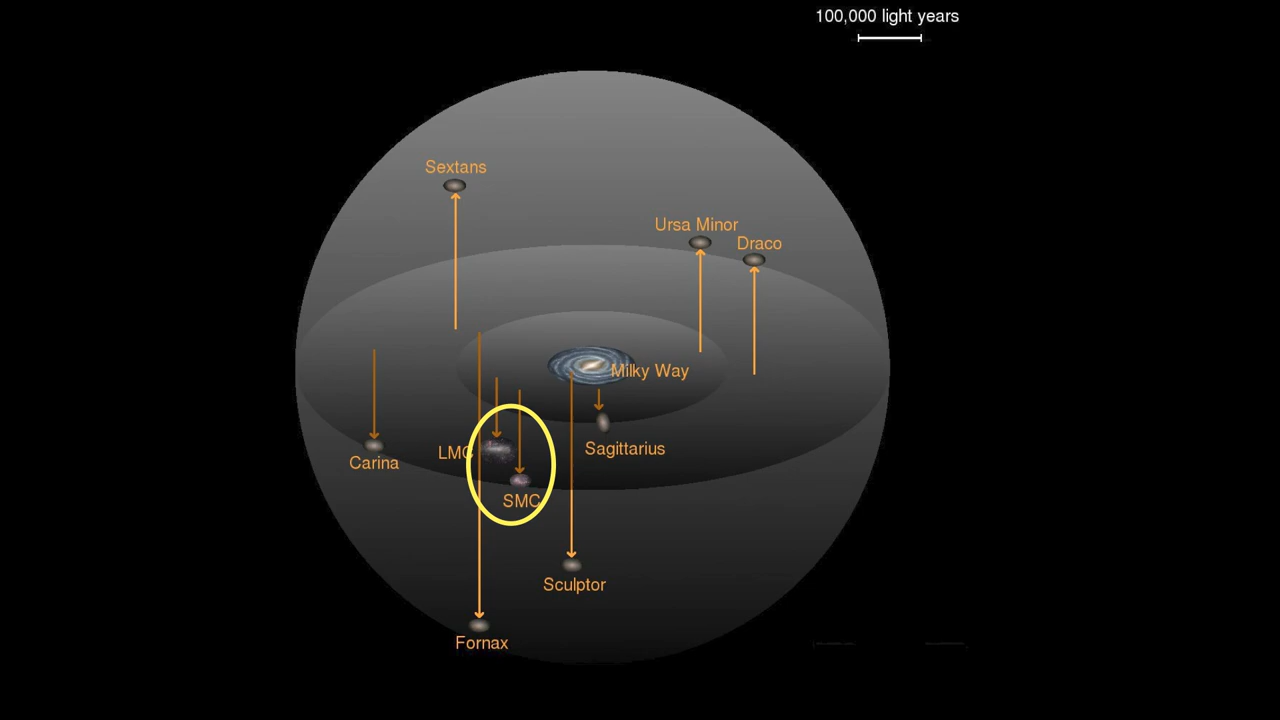 100,000 light years
Sextans
Ursa Minor
Draco
Milky Way
LMC
Sagittarius
Carina
SMC
Sculptor
Fornax